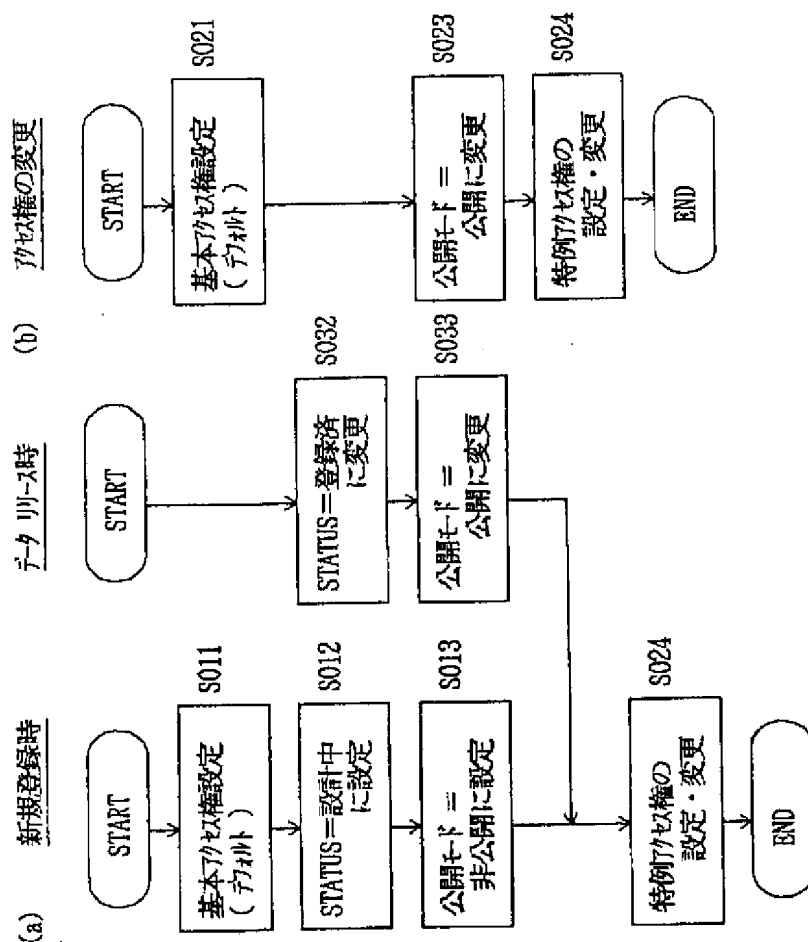 (a)
新規登録時
START
基本アクセス権設定
(デフォルト)
S011
STATUS=設計中
に設定
S012
公開モード =
非公開に設定
S013
特例アクセス権の
設定・変更
S024
END
データ リリース時
START
STATUS=登録済
に変更
S032
公開モード =
公開に変更
S033
(b)
アクセス権の変更
START
基本アクセス権設定
(デフォルト)
S021
公開モード =
公開に変更
S023
特例アクセス権の
設定・変更
S024
END